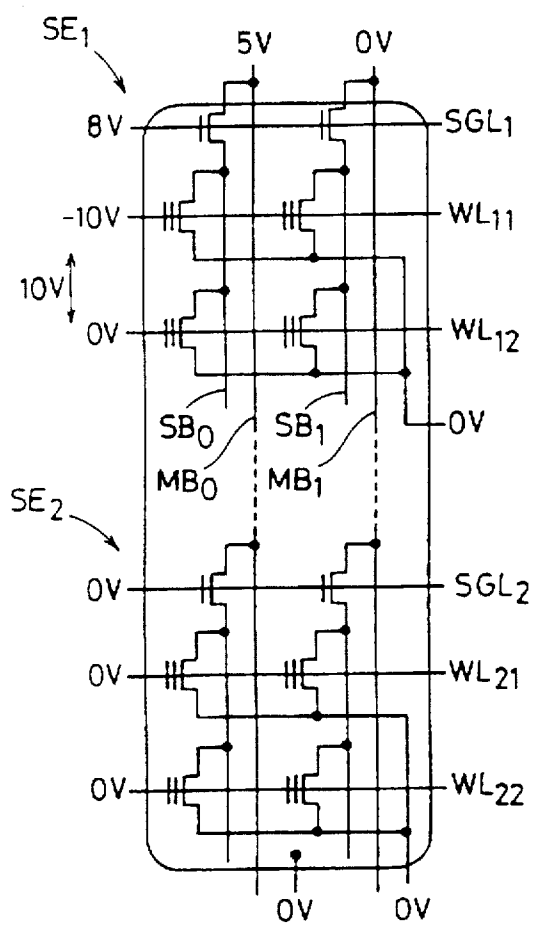 SE1
5V 0V
8V SGL1
-10V WL11
10V
0V WL12
SB0 SB1 0V
MB0 MB1
SE2
0V SGL2
0V WL21
0V WL22
0V 0V